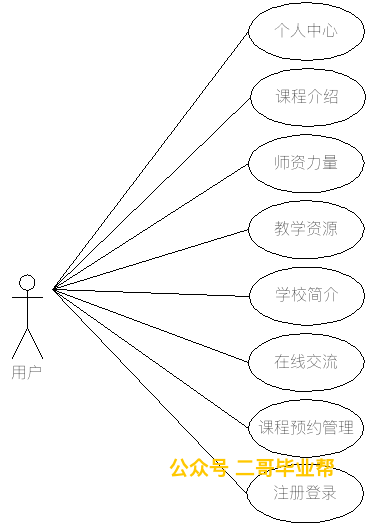 个人中心
课程介绍
师资力量
教学资源
学校简介
用户
在线交流
课程预约管理
公众号 二哥毕业帮
注册登录